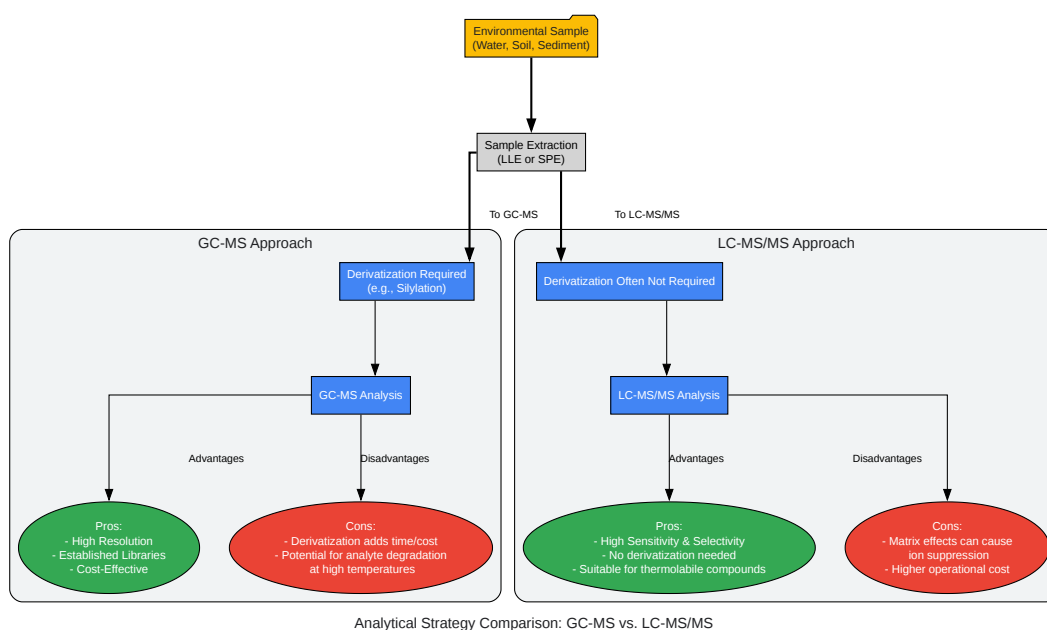 Environmental Sample
(Water, Soil, Sediment)
Sample Extraction
(LLE or SPE)
To GC-MS
To LC-MS/MS
GC-MS Approach
Derivatization Required
(e.g., Silylation)
GC-MS Analysis
Advantages
Disadvantages
Pros:
- High Resolution
- Established Libraries
- Cost-Effective
Cons:
- Derivatization adds time/cost
- Potential for analyte degradation
at high temperatures
LC-MS/MS Approach
Derivatization Often Not Required
LC-MS/MS Analysis
Advantages
Disadvantages
Pros:
- High Sensitivity & Selectivity
- No derivatization needed
- Suitable for thermolabile compounds
Cons:
- Matrix effects can cause
ion suppression
- Higher operational cost
Analytical Strategy Comparison: GC-MS vs. LC-MS/MS